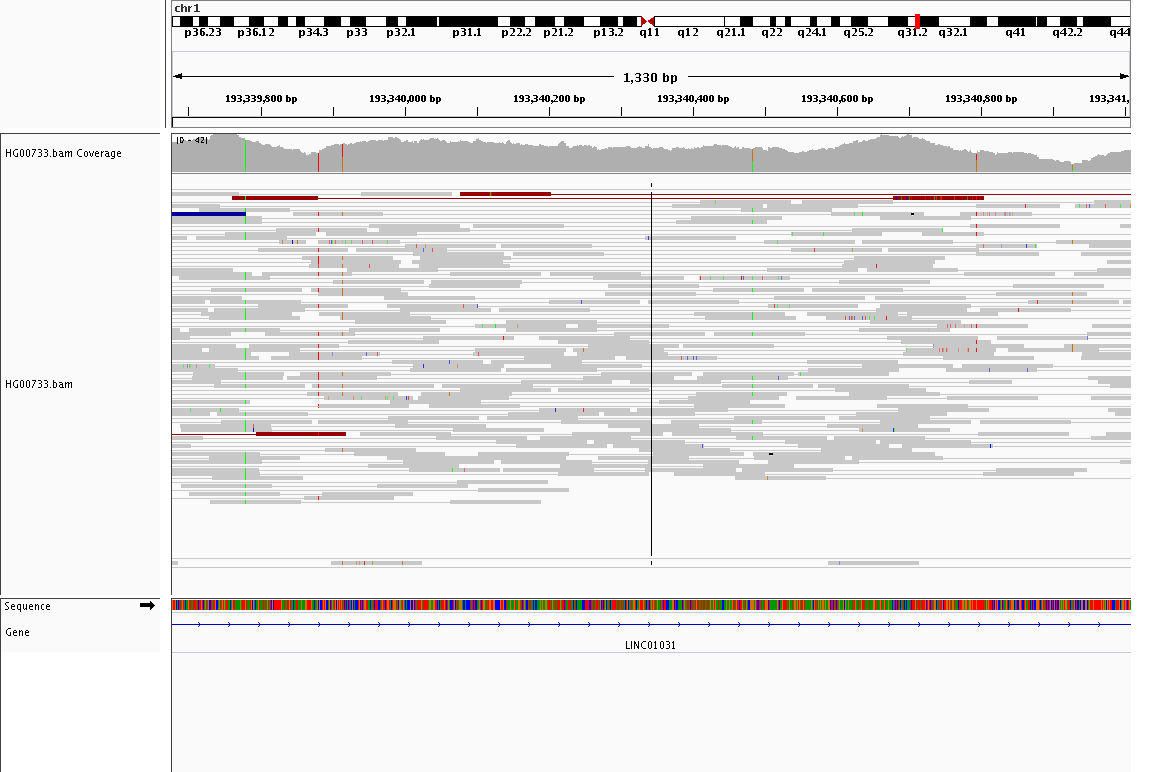 chr1
p36.23 p36.12 p34.3 p33 p32.1 p31.1 p22.2 p21.2 p13.2 q11 q12 q21.1 q22 q24.1 q25.2 q31.2 q32.1 q41 q42.2 q44
1,330 bp
193,339,800 bp 193,340,000 bp 193,340,200 bp 193,340,400 bp 193,340,600 bp 193,340,800 bp 193,341,
[0 - 42]
HG00733.bam Coverage
HG00733.bam
Sequence
Gene
LINC01031